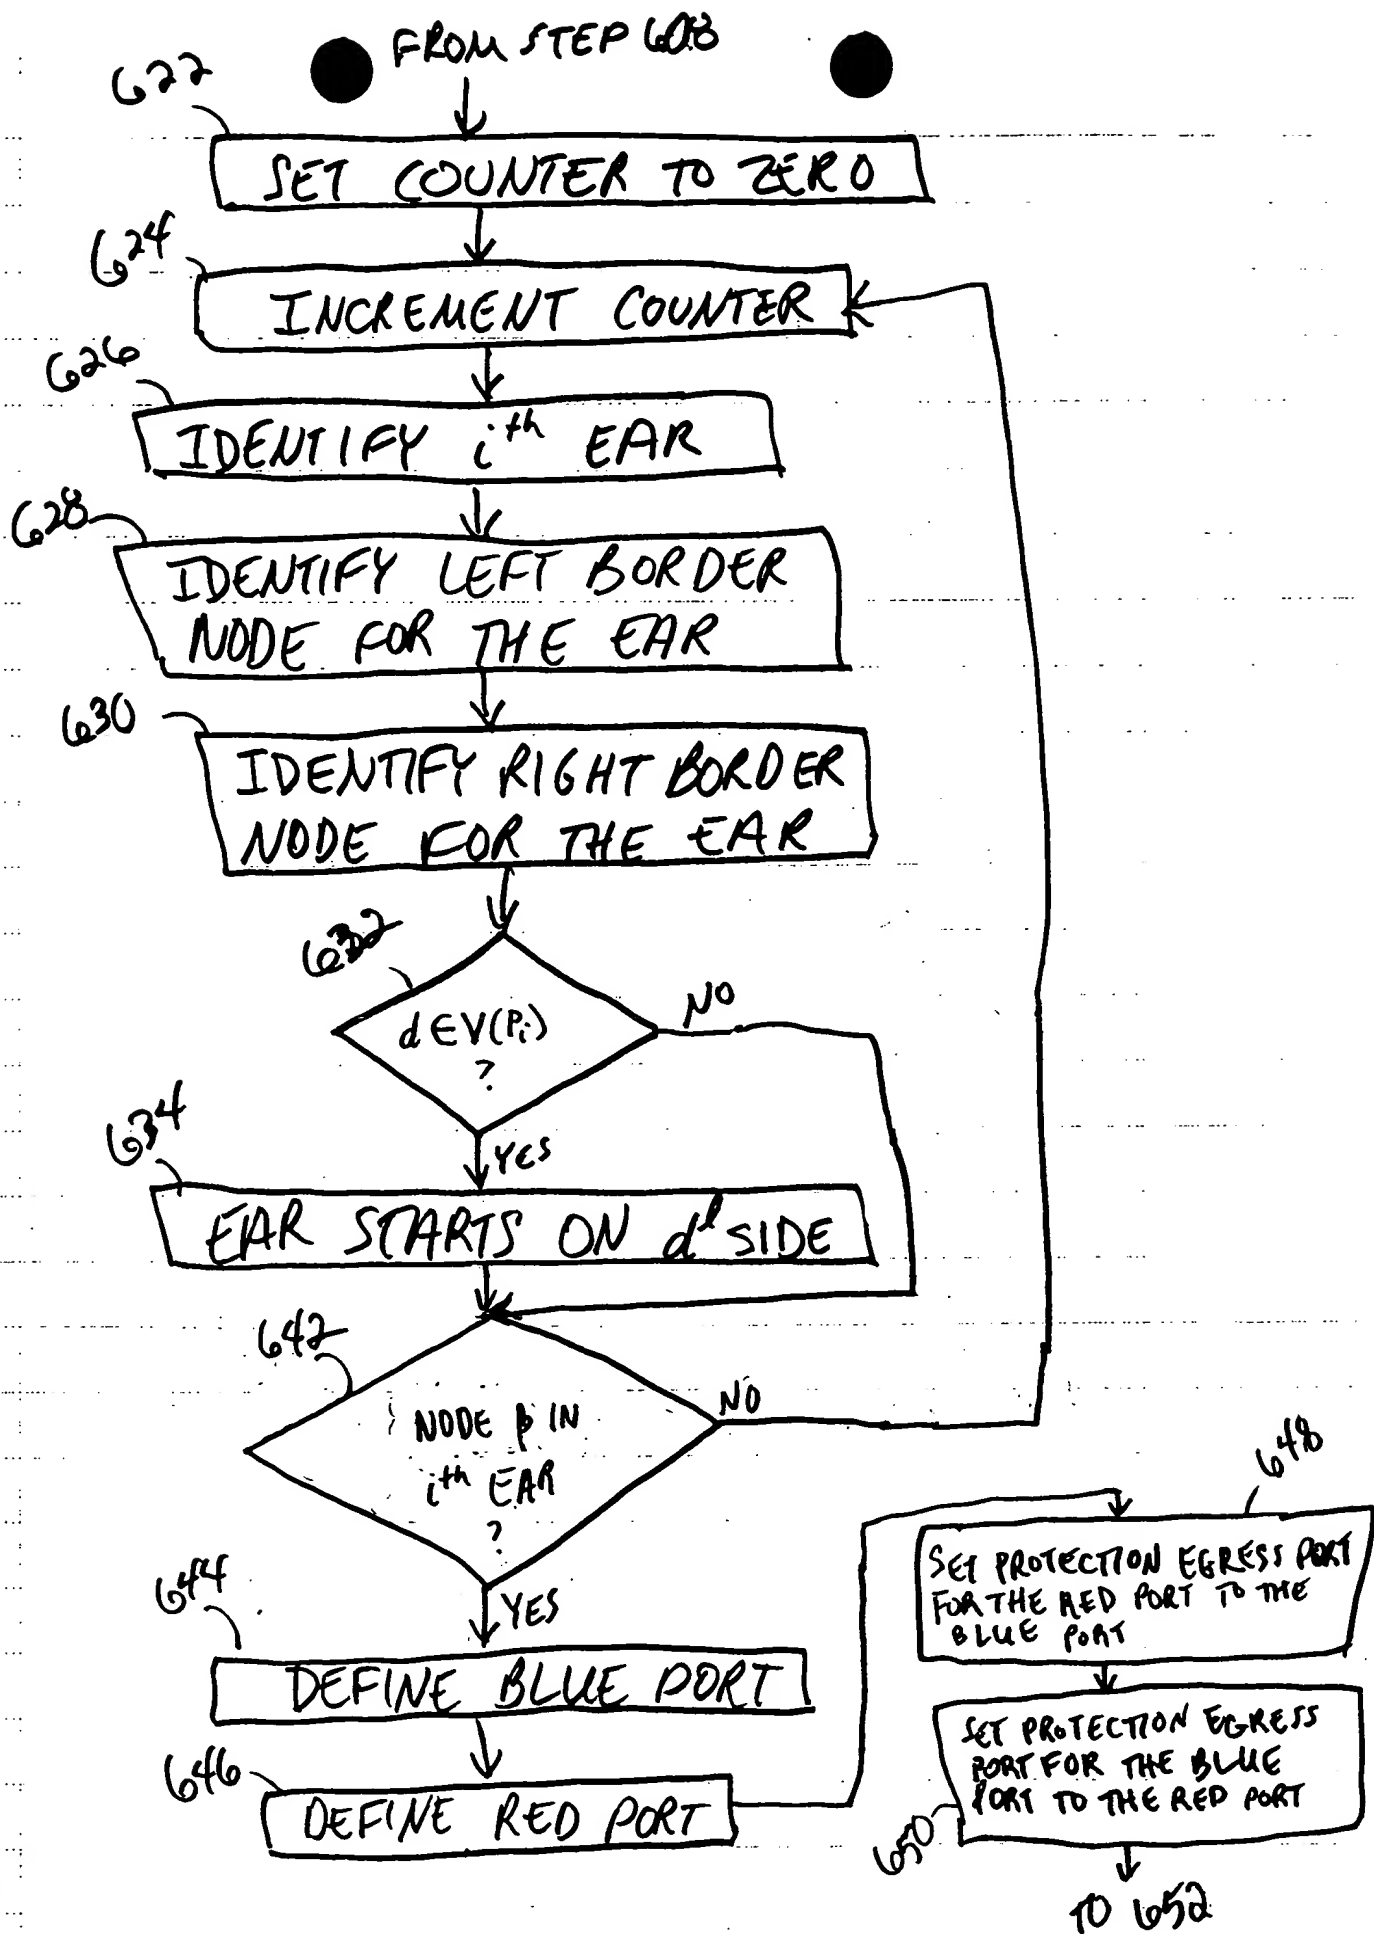 FROM STEP 608
622
SET COUNTER TO ZERO
624
INCREMENT COUNTER
626
IDENTIFY i^th EAR
628
IDENTIFY LEFT BORDER
NODE FOR THE EAR
630
IDENTIFY RIGHT BORDER
NODE FOR THE EAR
632
d∈V(Pi)
?
NO
YES
634
EAR STARTS ON d^l SIDE
642
NODE p IN
i^th EAR
?
NO
YES
644
DEFINE BLUE PORT
646
DEFINE RED PORT
648
SET PROTECTION EGRESS PORT
FOR THE RED PORT TO THE
BLUE PORT
SET PROTECTION EGRESS
PORT FOR THE BLUE
PORT TO THE RED PORT
650
TO 652